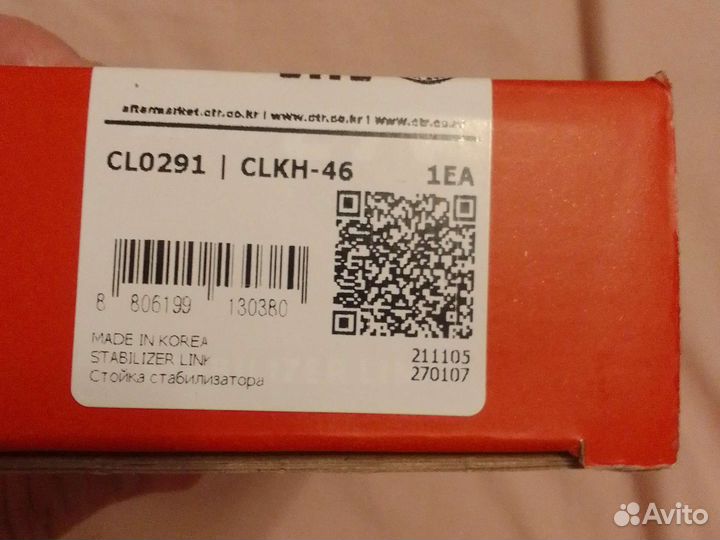 aftermarket.ctr.co.kr | www.ctr.co.kr | www.ctr.co.kr
CL0291 | CLKH-46 1EA
8 806199 130380
MADE IN KOREA
STABILIZER LINK 211105
Стойка стабилизатора 270107
Avito